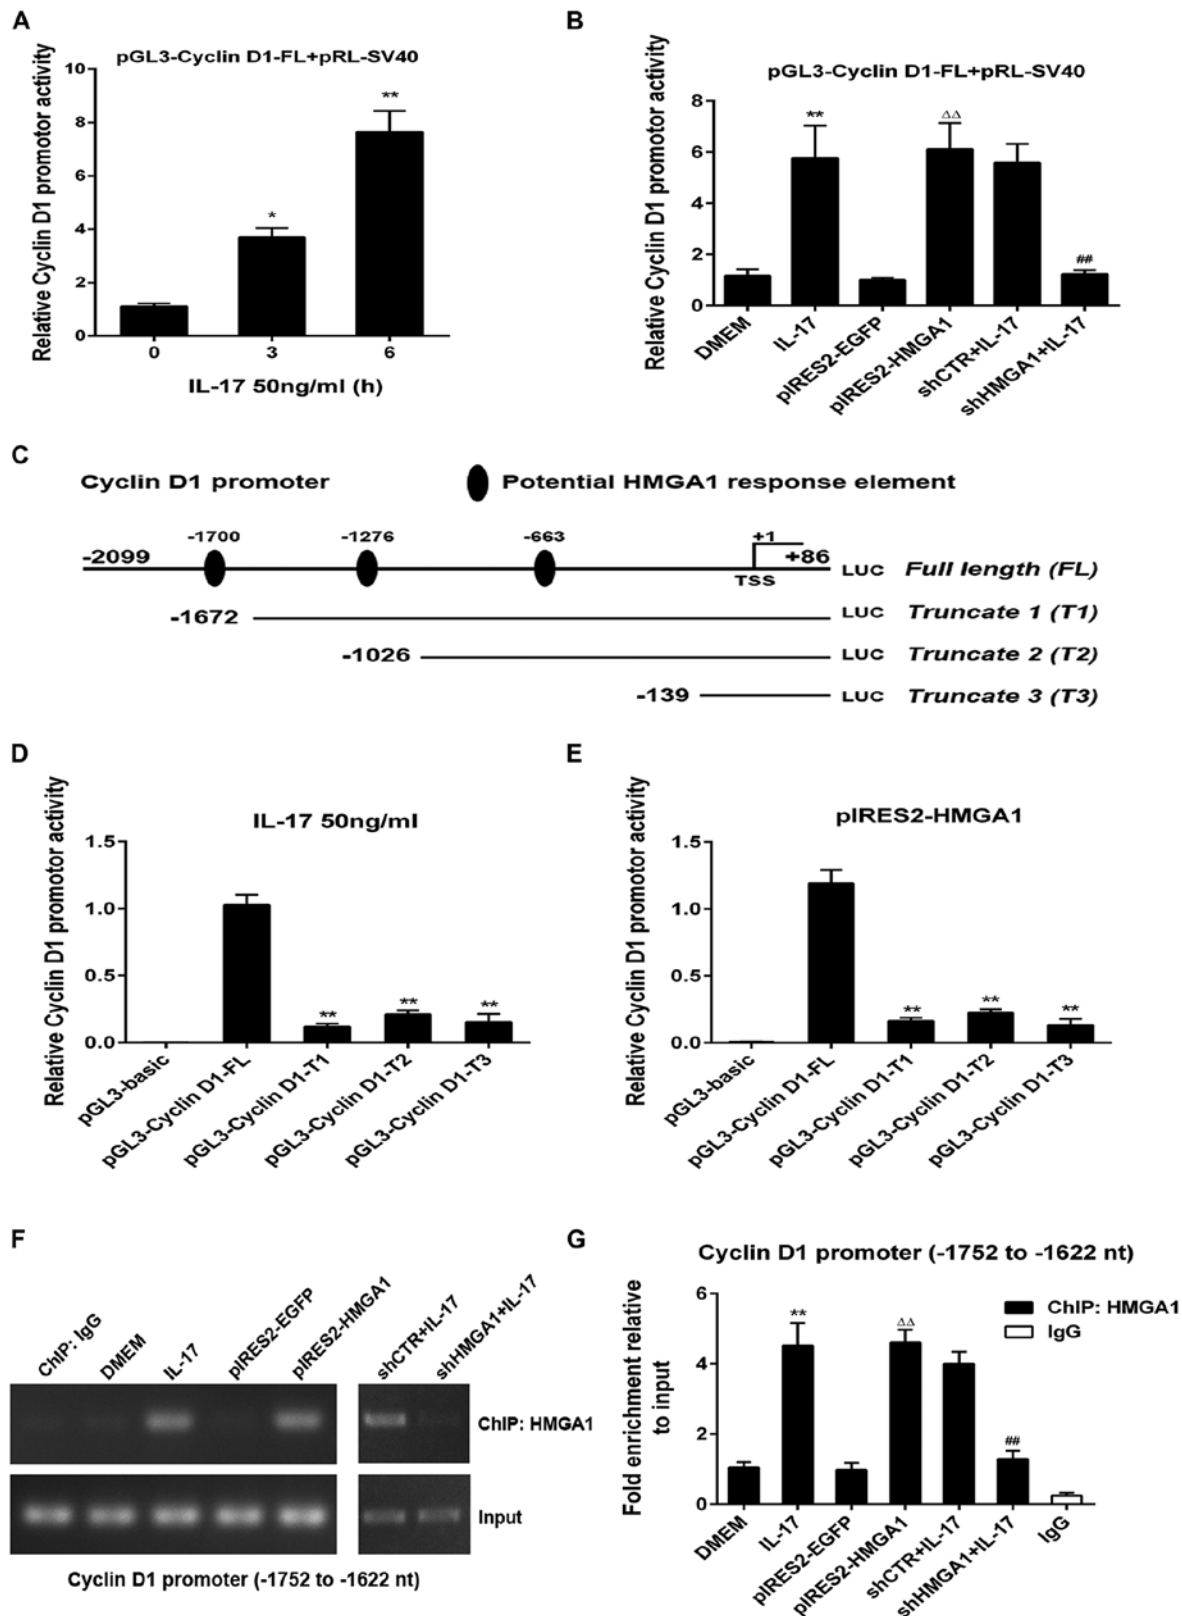 A
pGL3-Cyclin D1-FL+pRL-SV40
Relative Cyclin D1 promotor activity
10
8
6
4
2
0
*
**
0 3 6
IL-17 50ng/ml (h)
B
pGL3-Cyclin D1-FL+pRL-SV40
Relative Cyclin D1 promotor activity
8
6
4
2
0
**
ΔΔ
##
DMEM
IL-17
pIRES2-EGFP
pIRES2-HMGA1
shCTR+IL-17
shHMGA1+IL-17
C
Cyclin D1 promoter
Potential HMGA1 response element
-2099 -1700 -1276 -663 +1 +86
TSS
LUC Full length (FL)
-1672 LUC Truncate 1 (T1)
-1026 LUC Truncate 2 (T2)
-139 LUC Truncate 3 (T3)
D
IL-17 50ng/ml
Relative Cyclin D1 promotor activity
1.5
1.0
0.5
0.0
**
**
**
pGL3-basic
pGL3-Cyclin D1-FL
pGL3-Cyclin D1-T1
pGL3-Cyclin D1-T2
pGL3-Cyclin D1-T3
E
pIRES2-HMGA1
Relative Cyclin D1 promotor activity
1.5
1.0
0.5
0.0
**
**
**
pGL3-basic
pGL3-Cyclin D1-FL
pGL3-Cyclin D1-T1
pGL3-Cyclin D1-T2
pGL3-Cyclin D1-T3
F
ChIP: IgG
DMEM
IL-17
pIRES2-EGFP
pIRES2-HMGA1
shCTR+IL-17
shHMGA1+IL-17
ChIP: HMGA1
Input
Cyclin D1 promoter (-1752 to -1622 nt)
G
Cyclin D1 promoter (-1752 to -1622 nt)
Fold enrichment relative
to input
6
4
2
0
**
ΔΔ
##
ChIP: HMGA1
IgG
DMEM
IL-17
pIRES2-EGFP
pIRES2-HMGA1
shCTR+IL-17
shHMGA1+IL-17
IgG